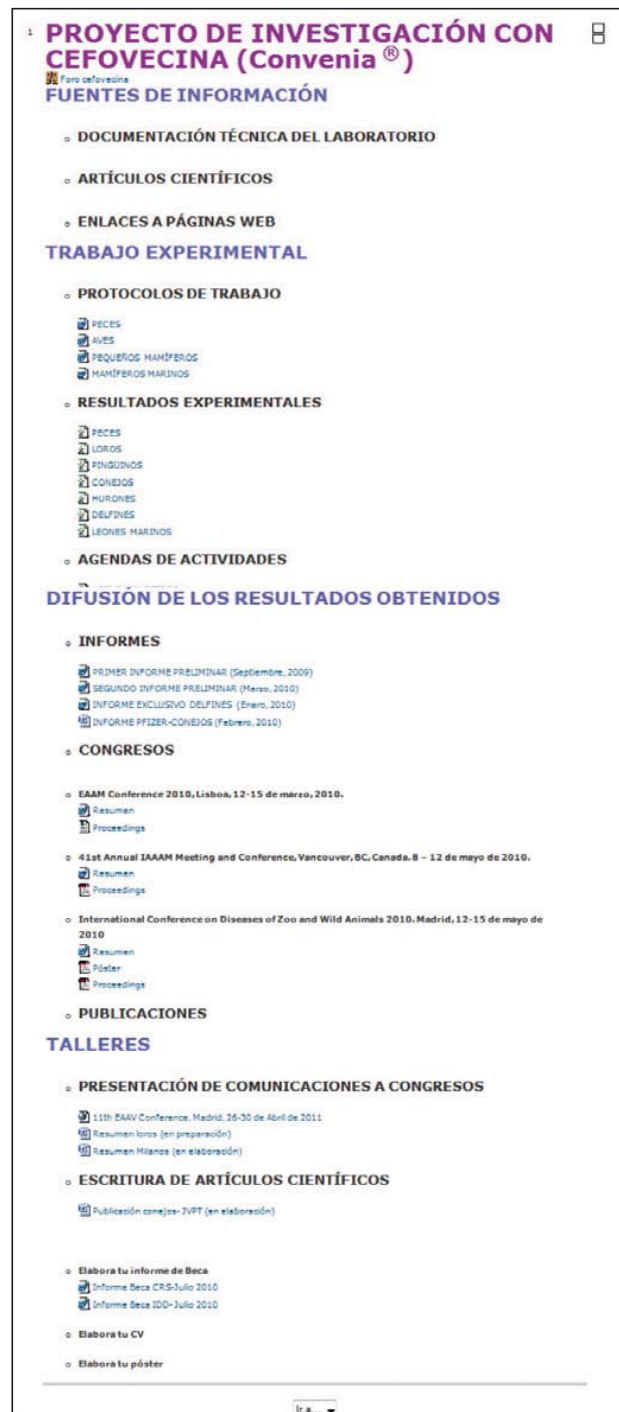 1 PROYECTO DE INVESTIGACIÓN CON
CEFOVECINA (Convenia ®)
Foro cefovecina
FUENTES DE INFORMACIÓN
DOCUMENTACIÓN TÉCNICA DEL LABORATORIO
ARTÍCULOS CIENTÍFICOS
ENLACES A PÁGINAS WEB
TRABAJO EXPERIMENTAL
PROTOCOLOS DE TRABAJO
PECES
AVES
PEQUEÑOS MAMÍFEROS
MAMÍFEROS MARINOS
RESULTADOS EXPERIMENTALES
PECES
LOROS
PINGÜINOS
CONEJOS
HURONES
DELFINES
LEONES MARINOS
AGENDAS DE ACTIVIDADES
DIFUSIÓN DE LOS RESULTADOS OBTENIDOS
INFORMES
PRIMER INFORME PRELIMINAR (Septiembre, 2009)
SEGUNDO INFORME PRELIMINAR (Marzo, 2010)
INFORME EXCLUSIVO DELFINES (Enero, 2010)
INFORME PFIZER-CONEJOS (Febrero, 2010)
CONGRESOS
EAAM Conference 2010, Lisboa, 12-15 de marzo, 2010.
Resumen
Proceedings
41st Annual IAAAM Meeting and Conference, Vancouver, BC, Canada. 8 – 12 de mayo de 2010.
Resumen
Proceedings
International Conference on Diseases of Zoo and Wild Animals 2010. Madrid, 12-15 de mayo de
2010
Resumen
Póster
Proceedings
PUBLICACIONES
TALLERES
PRESENTACIÓN DE COMUNICACIONES A CONGRESOS
11th EAAV Conference. Madrid, 26-30 de Abril de 2011
Resumen loros (en preparación)
Resumen Milanos (en elaboración)
ESCRITURA DE ARTÍCULOS CIENTÍFICOS
Publicación conejos- JVPT (en elaboración)
Elabora tu informe de Beca
Informe Beca CRS-Julio 2010
Informe Beca IDD-Julio 2010
Elabora tu CV
Elabora tu póster
Ir a...